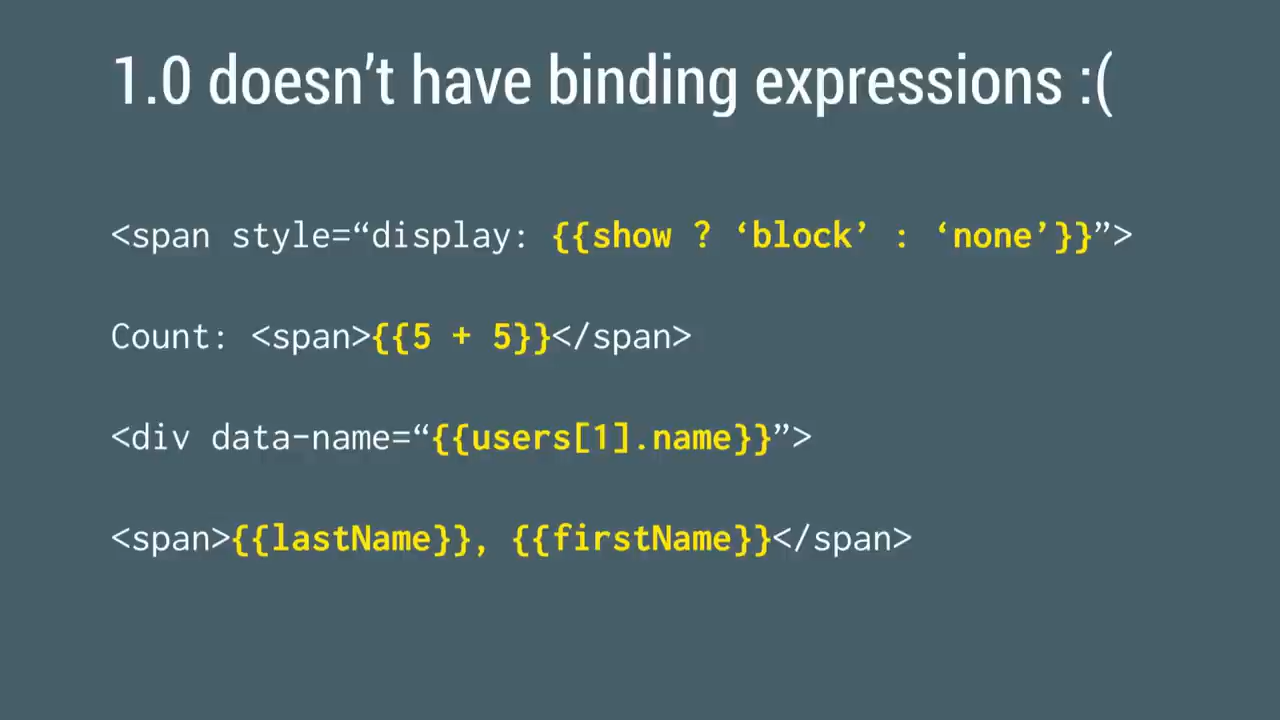 1.0 doesn’t have binding expressions :(
<span style=“display: {{show ? ‘block’ : ‘none’}}”>
Count: <span>{{5 + 5}}</span>
<div data-name=“{{users[1].name}}”>
<span>{{lastName}}, {{firstName}}</span>